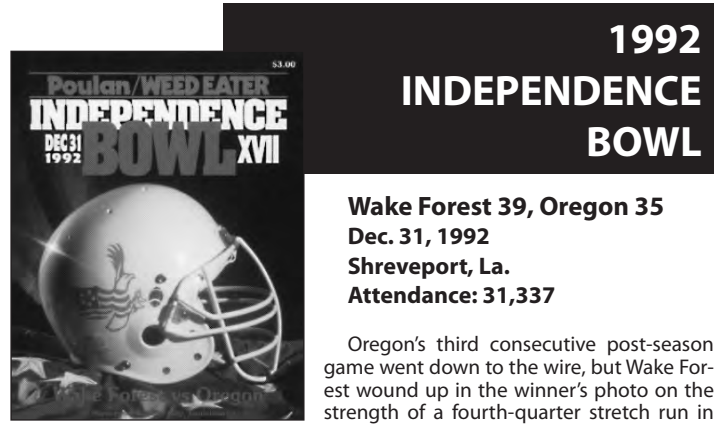 $3.00
Poulan/WEED EATER
INDEPENDENCE
DEC 31
1992
BOWL XVII
Wake Forest vs Oregon
1992
INDEPENDENCE
BOWL
Wake Forest 39, Oregon 35
Dec. 31, 1992
Shreveport, La.
Attendance: 31,337
Oregon’s third consecutive post-season
game went down to the wire, but Wake For-
est wound up in the winner’s photo on the
strength of a fourth-quarter stretch run in